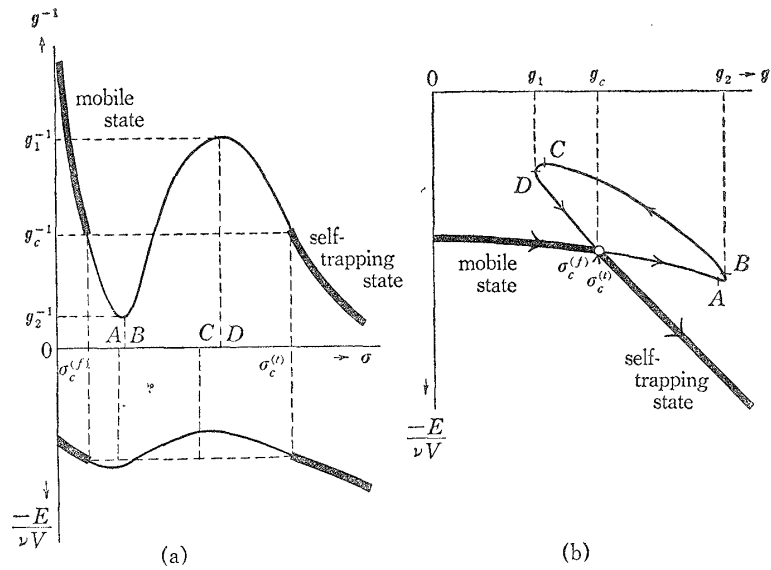 g⁻¹
mobile
state
g₁⁻¹
g_c⁻¹
g₂⁻¹
self-
trapping
state
A B
C D
0
σ_c^(f)
σ_c^(t)
→ σ
−E
νV
(a)
(b)
0
g₁
g_c
g₂ → g
C
D
B
A
mobile
state
σ_c^(f)
σ_c^(t)
self-
trapping
state
−E
νV